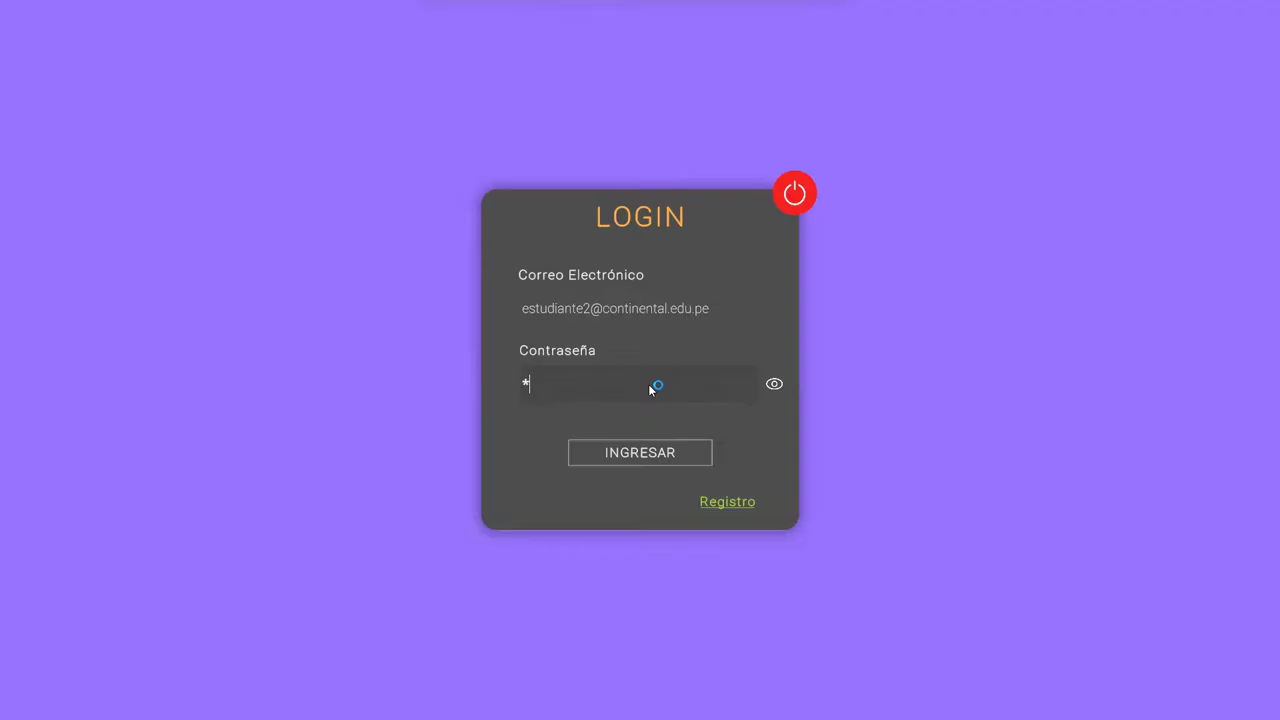 LOGIN
Correo Electrónico
estudiante2@continental.edu.pe
Contraseña
*
INGRESAR
Registro